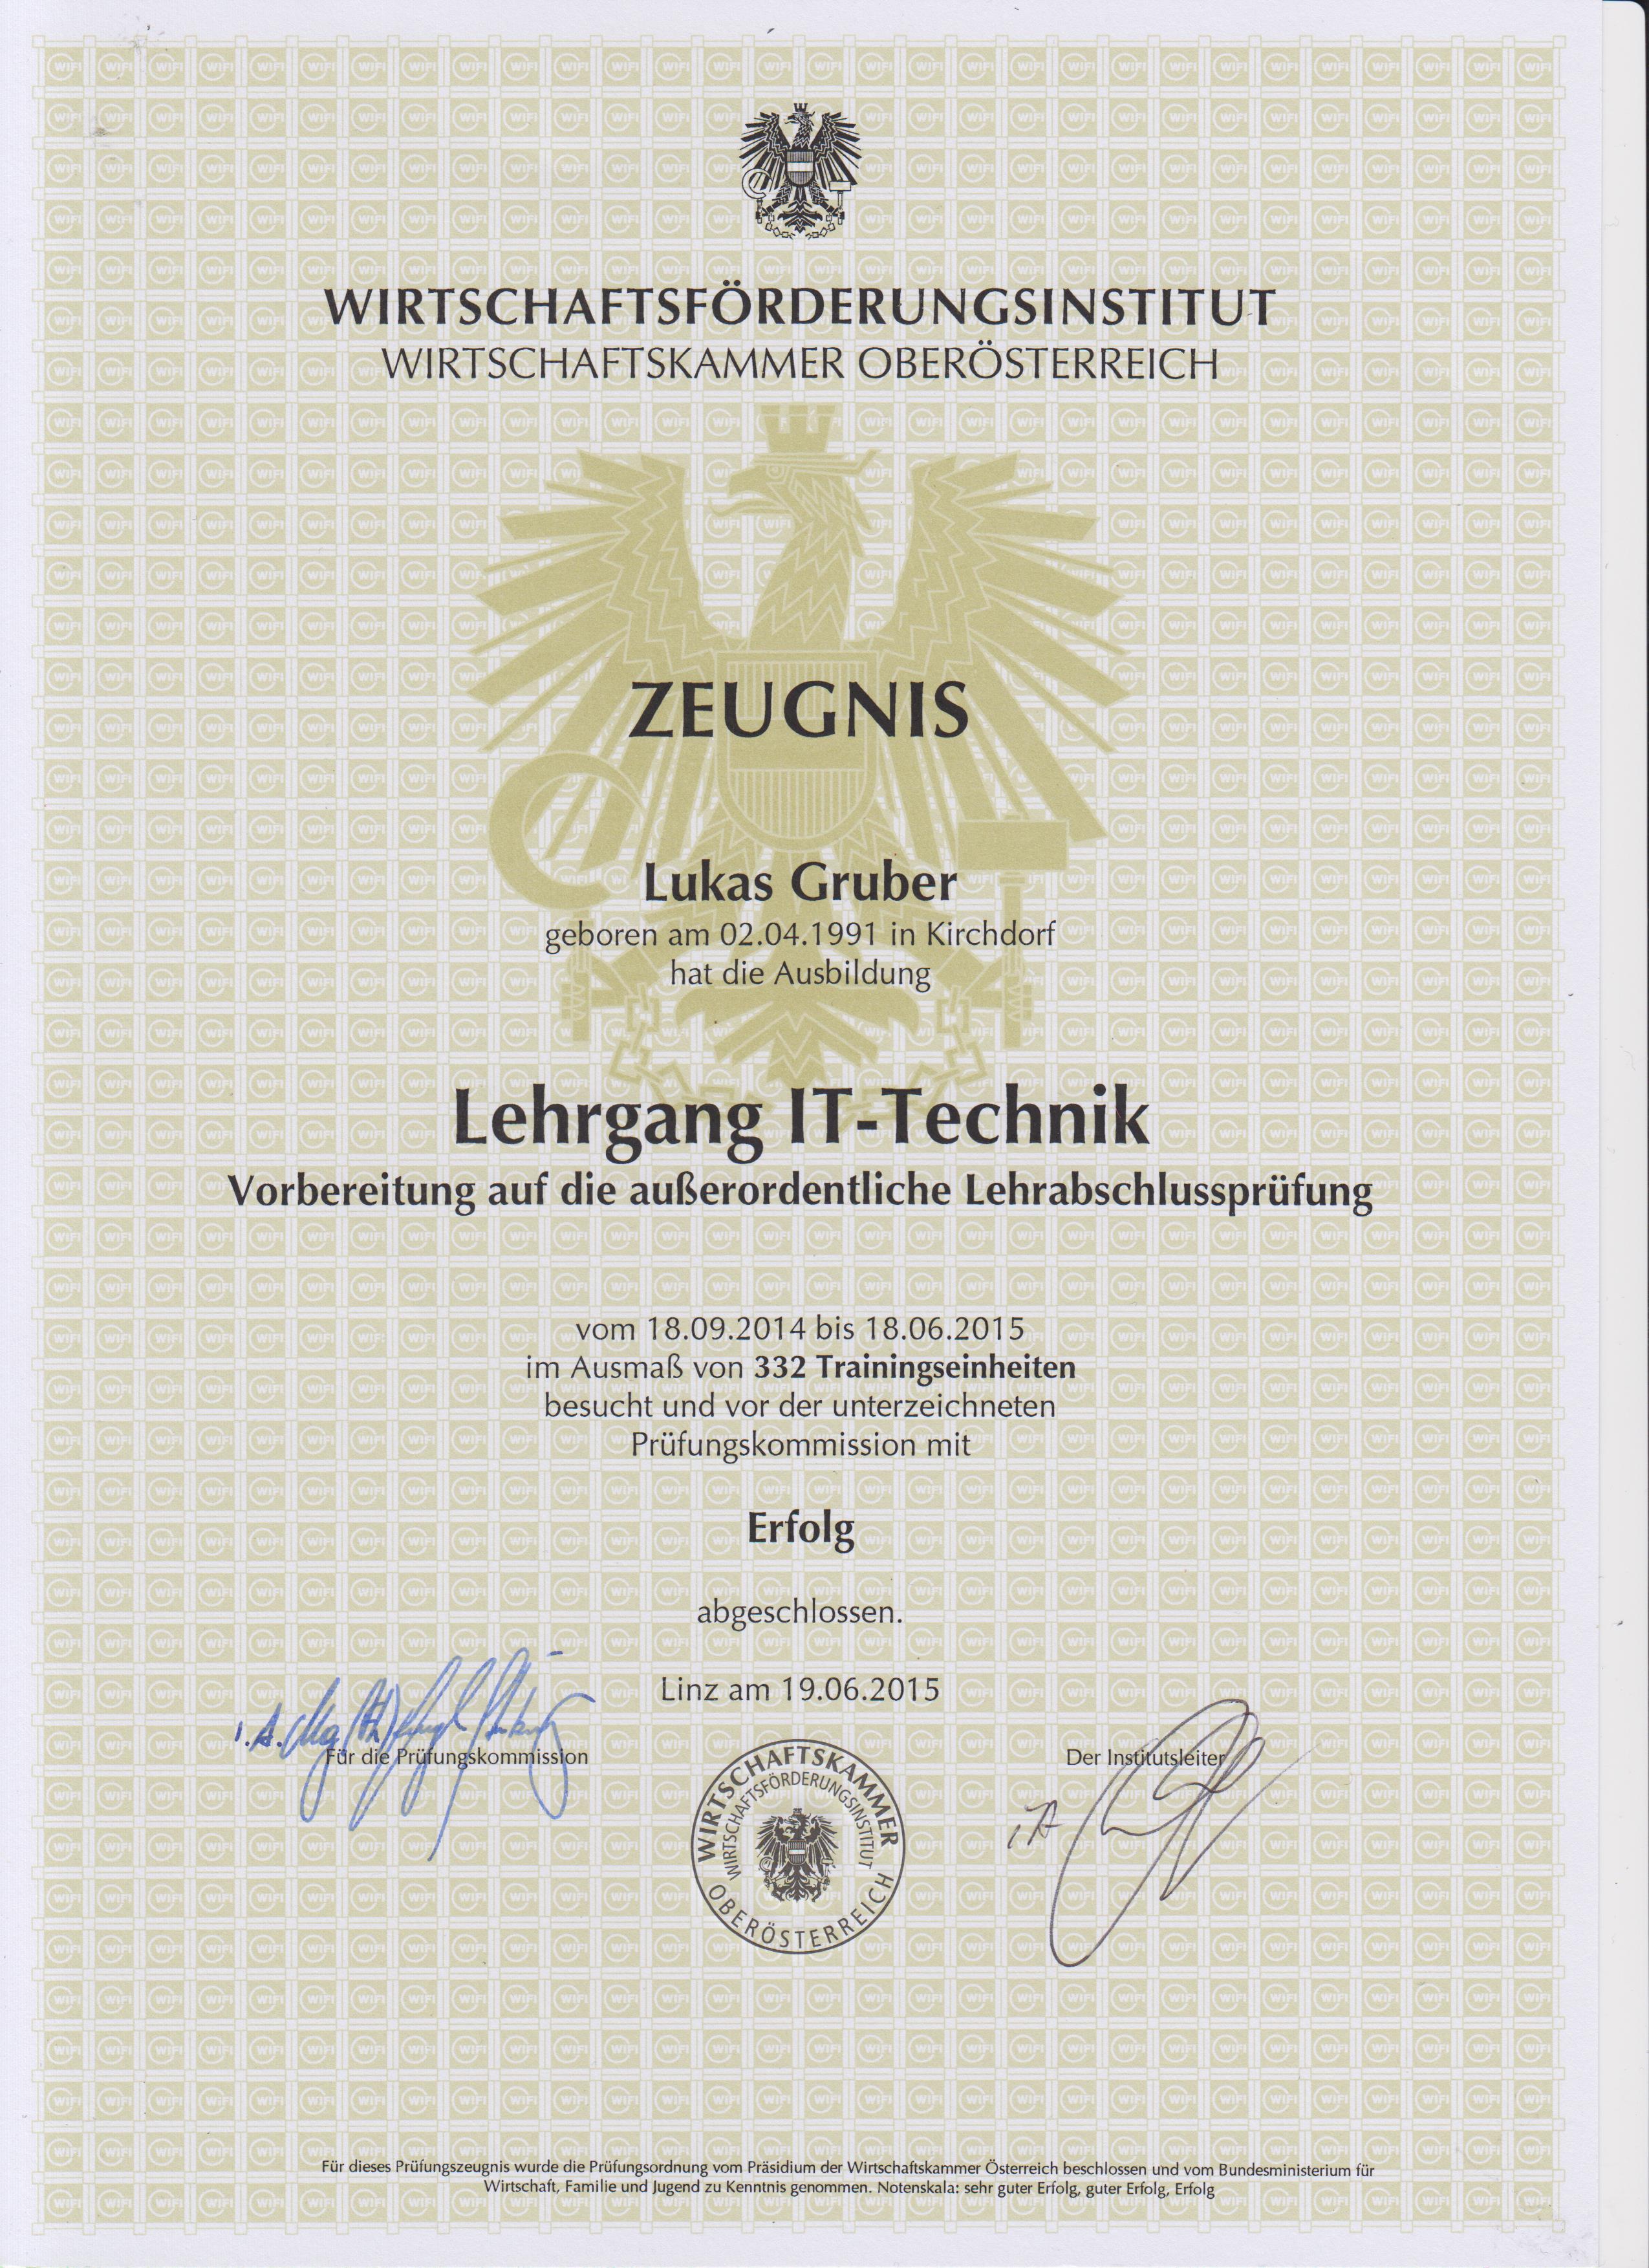 WIRTSCHAFTSFÖRDERUNGSINSTITUT
WIRTSCHAFTSKAMMER OBERÖSTERREICH
ZEUGNIS
Lukas Gruber
geboren am 02.04.1991 in Kirchdorf
hat die Ausbildung
Lehrgang IT-Technik
Vorbereitung auf die außerordentliche Lehrabschlussprüfung
vom 18.09.2014 bis 18.06.2015
im Ausmaß von 332 Trainingseinheiten
besucht und vor der unterzeichneten
Prüfungskommission mit
Erfolg
abgeschlossen.
Linz am 19.06.2015
i.A. Mag.
Für die Prüfungskommission
Der Institutsleiter
iA
WIRTSCHAFTSKAMMER
WIRTSCHAFTSFÖRDERUNGSINSTITUT
OBERÖSTERREICH
Für dieses Prüfungszeugnis wurde die Prüfungsordnung vom Präsidium der Wirtschaftskammer Österreich beschlossen und vom Bundesministerium für
Wirtschaft, Familie und Jugend zu Kenntnis genommen. Notenskala: sehr guter Erfolg, guter Erfolg, Erfolg